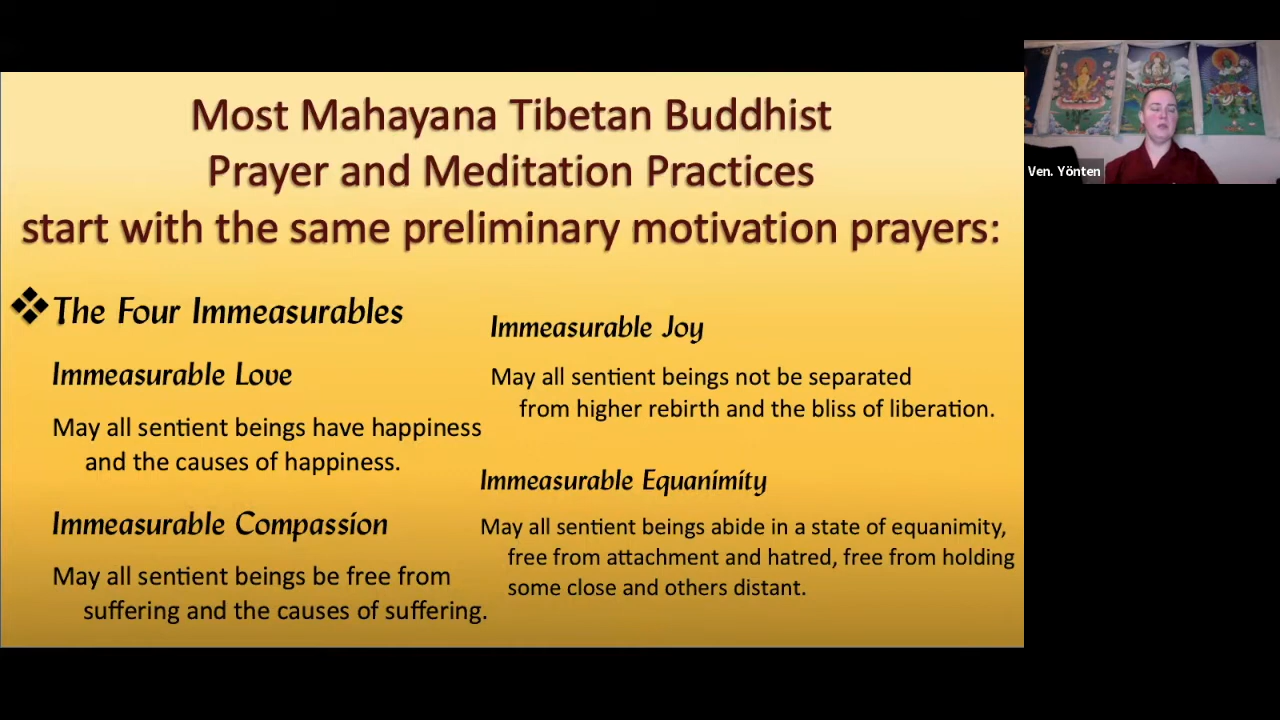 Most Mahayana Tibetan Buddhist
Prayer and Meditation Practices
start with the same preliminary motivation prayers:
❖The Four Immeasurables
Immeasurable Love
May all sentient beings have happiness
and the causes of happiness.
Immeasurable Compassion
May all sentient beings be free from
suffering and the causes of suffering.
Immeasurable Joy
May all sentient beings not be separated
from higher rebirth and the bliss of liberation.
Immeasurable Equanimity
May all sentient beings abide in a state of equanimity,
free from attachment and hatred, free from holding
some close and others distant.
Ven. Yönten